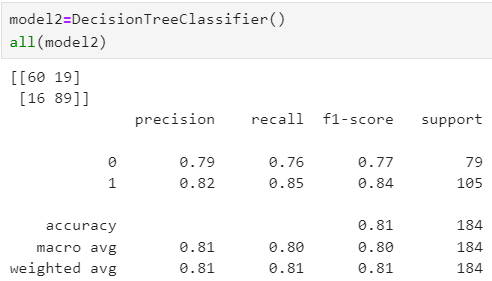 model2=DecisionTreeClassifier()
all(model2)
[[60 19]
[16 89]]
precision recall f1-score support
0 0.79 0.76 0.77 79
1 0.82 0.85 0.84 105
accuracy 0.81 184
macro avg 0.81 0.80 0.80 184
weighted avg 0.81 0.81 0.81 184